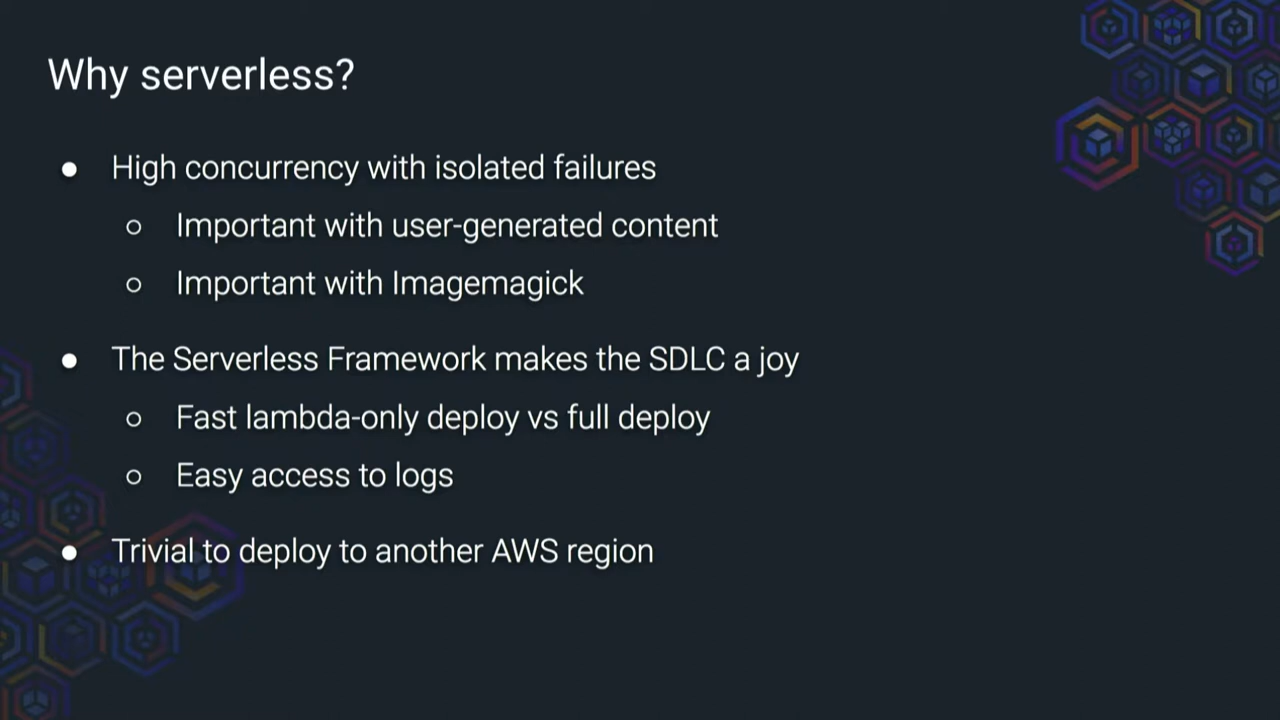 Why serverless?
● High concurrency with isolated failures
○ Important with user-generated content
○ Important with Imagemagick
● The Serverless Framework makes the SDLC a joy
○ Fast lambda-only deploy vs full deploy
○ Easy access to logs
● Trivial to deploy to another AWS region